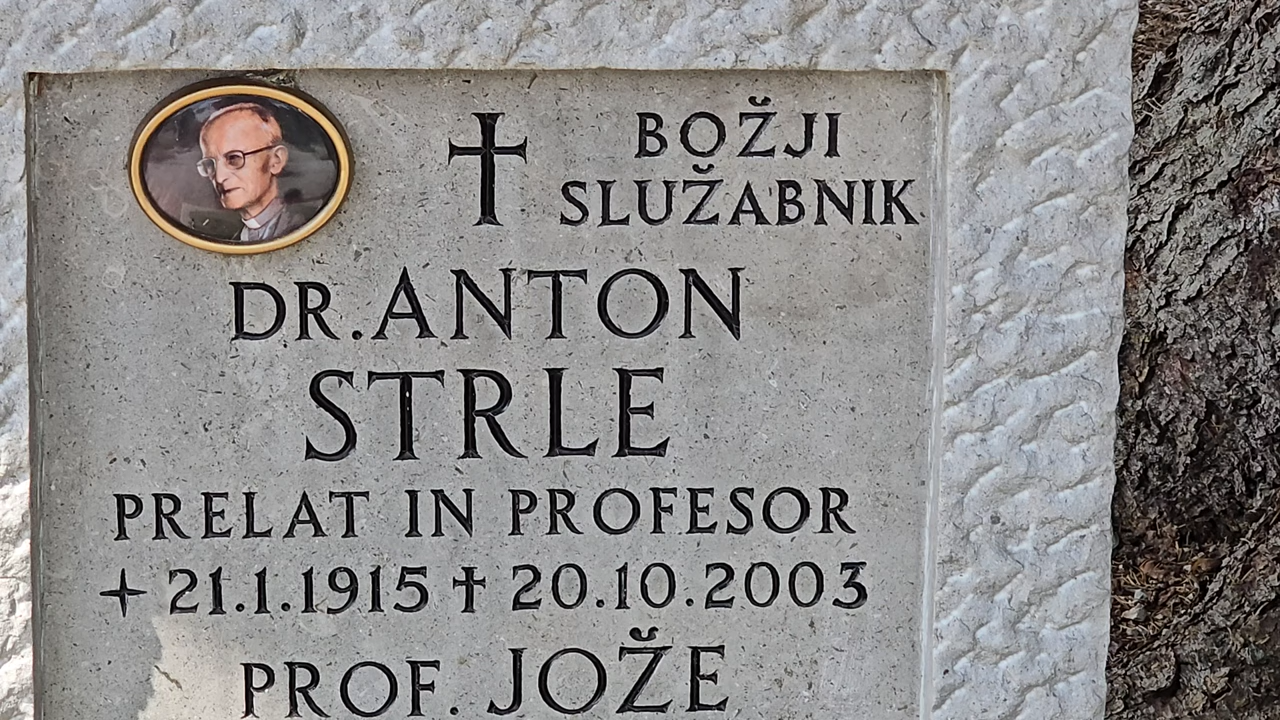 † BOŽJI
SLUŽABNIK
DR. ANTON
STRLE
PRELAT IN PROFESOR
+ 21.1.1915 † 20.10.2003
PROF. JOŽE